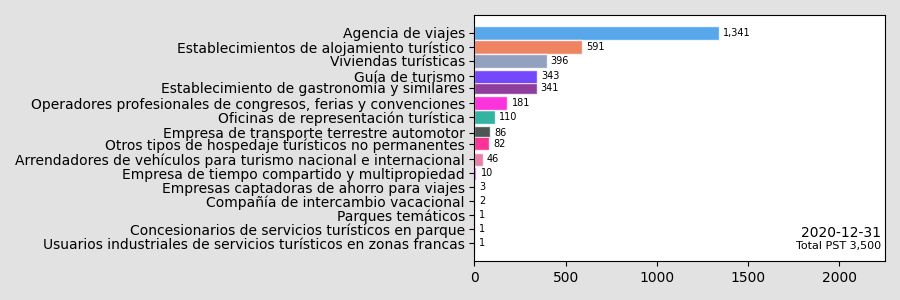 Agencia de viajes 1,341
Establecimientos de alojamiento turístico 591
Viviendas turísticas 396
Guía de turismo 343
Establecimiento de gastronomía y similares 341
Operadores profesionales de congresos, ferias y convenciones 181
Oficinas de representación turística 110
Empresa de transporte terrestre automotor 86
Otros tipos de hospedaje turísticos no permanentes 82
Arrendadores de vehículos para turismo nacional e internacional 46
Empresa de tiempo compartido y multipropiedad 10
Empresas captadoras de ahorro para viajes 3
Compañía de intercambio vacacional 2
Parques temáticos 1
Concesionarios de servicios turísticos en parque 1
Usuarios industriales de servicios turísticos en zonas francas 1
2020-12-31
Total PST 3,500
0 500 1000 1500 2000